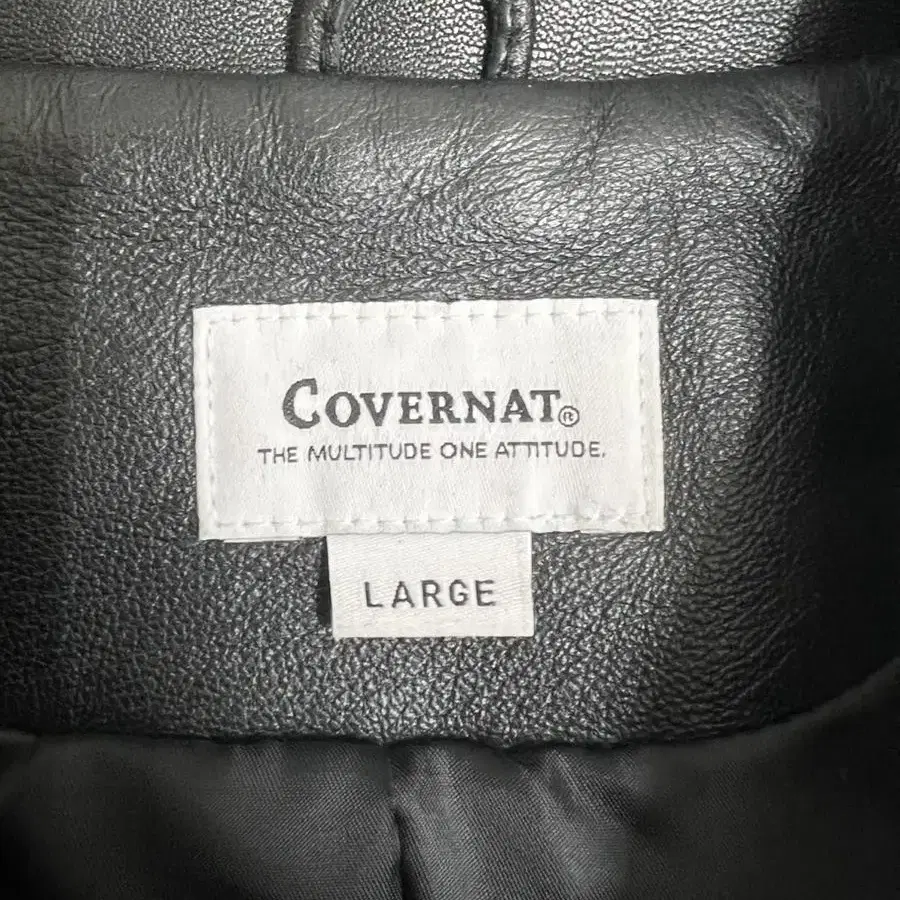 COVERNAT®
THE MULTITUDE ONE ATTITUDE.
LARGE